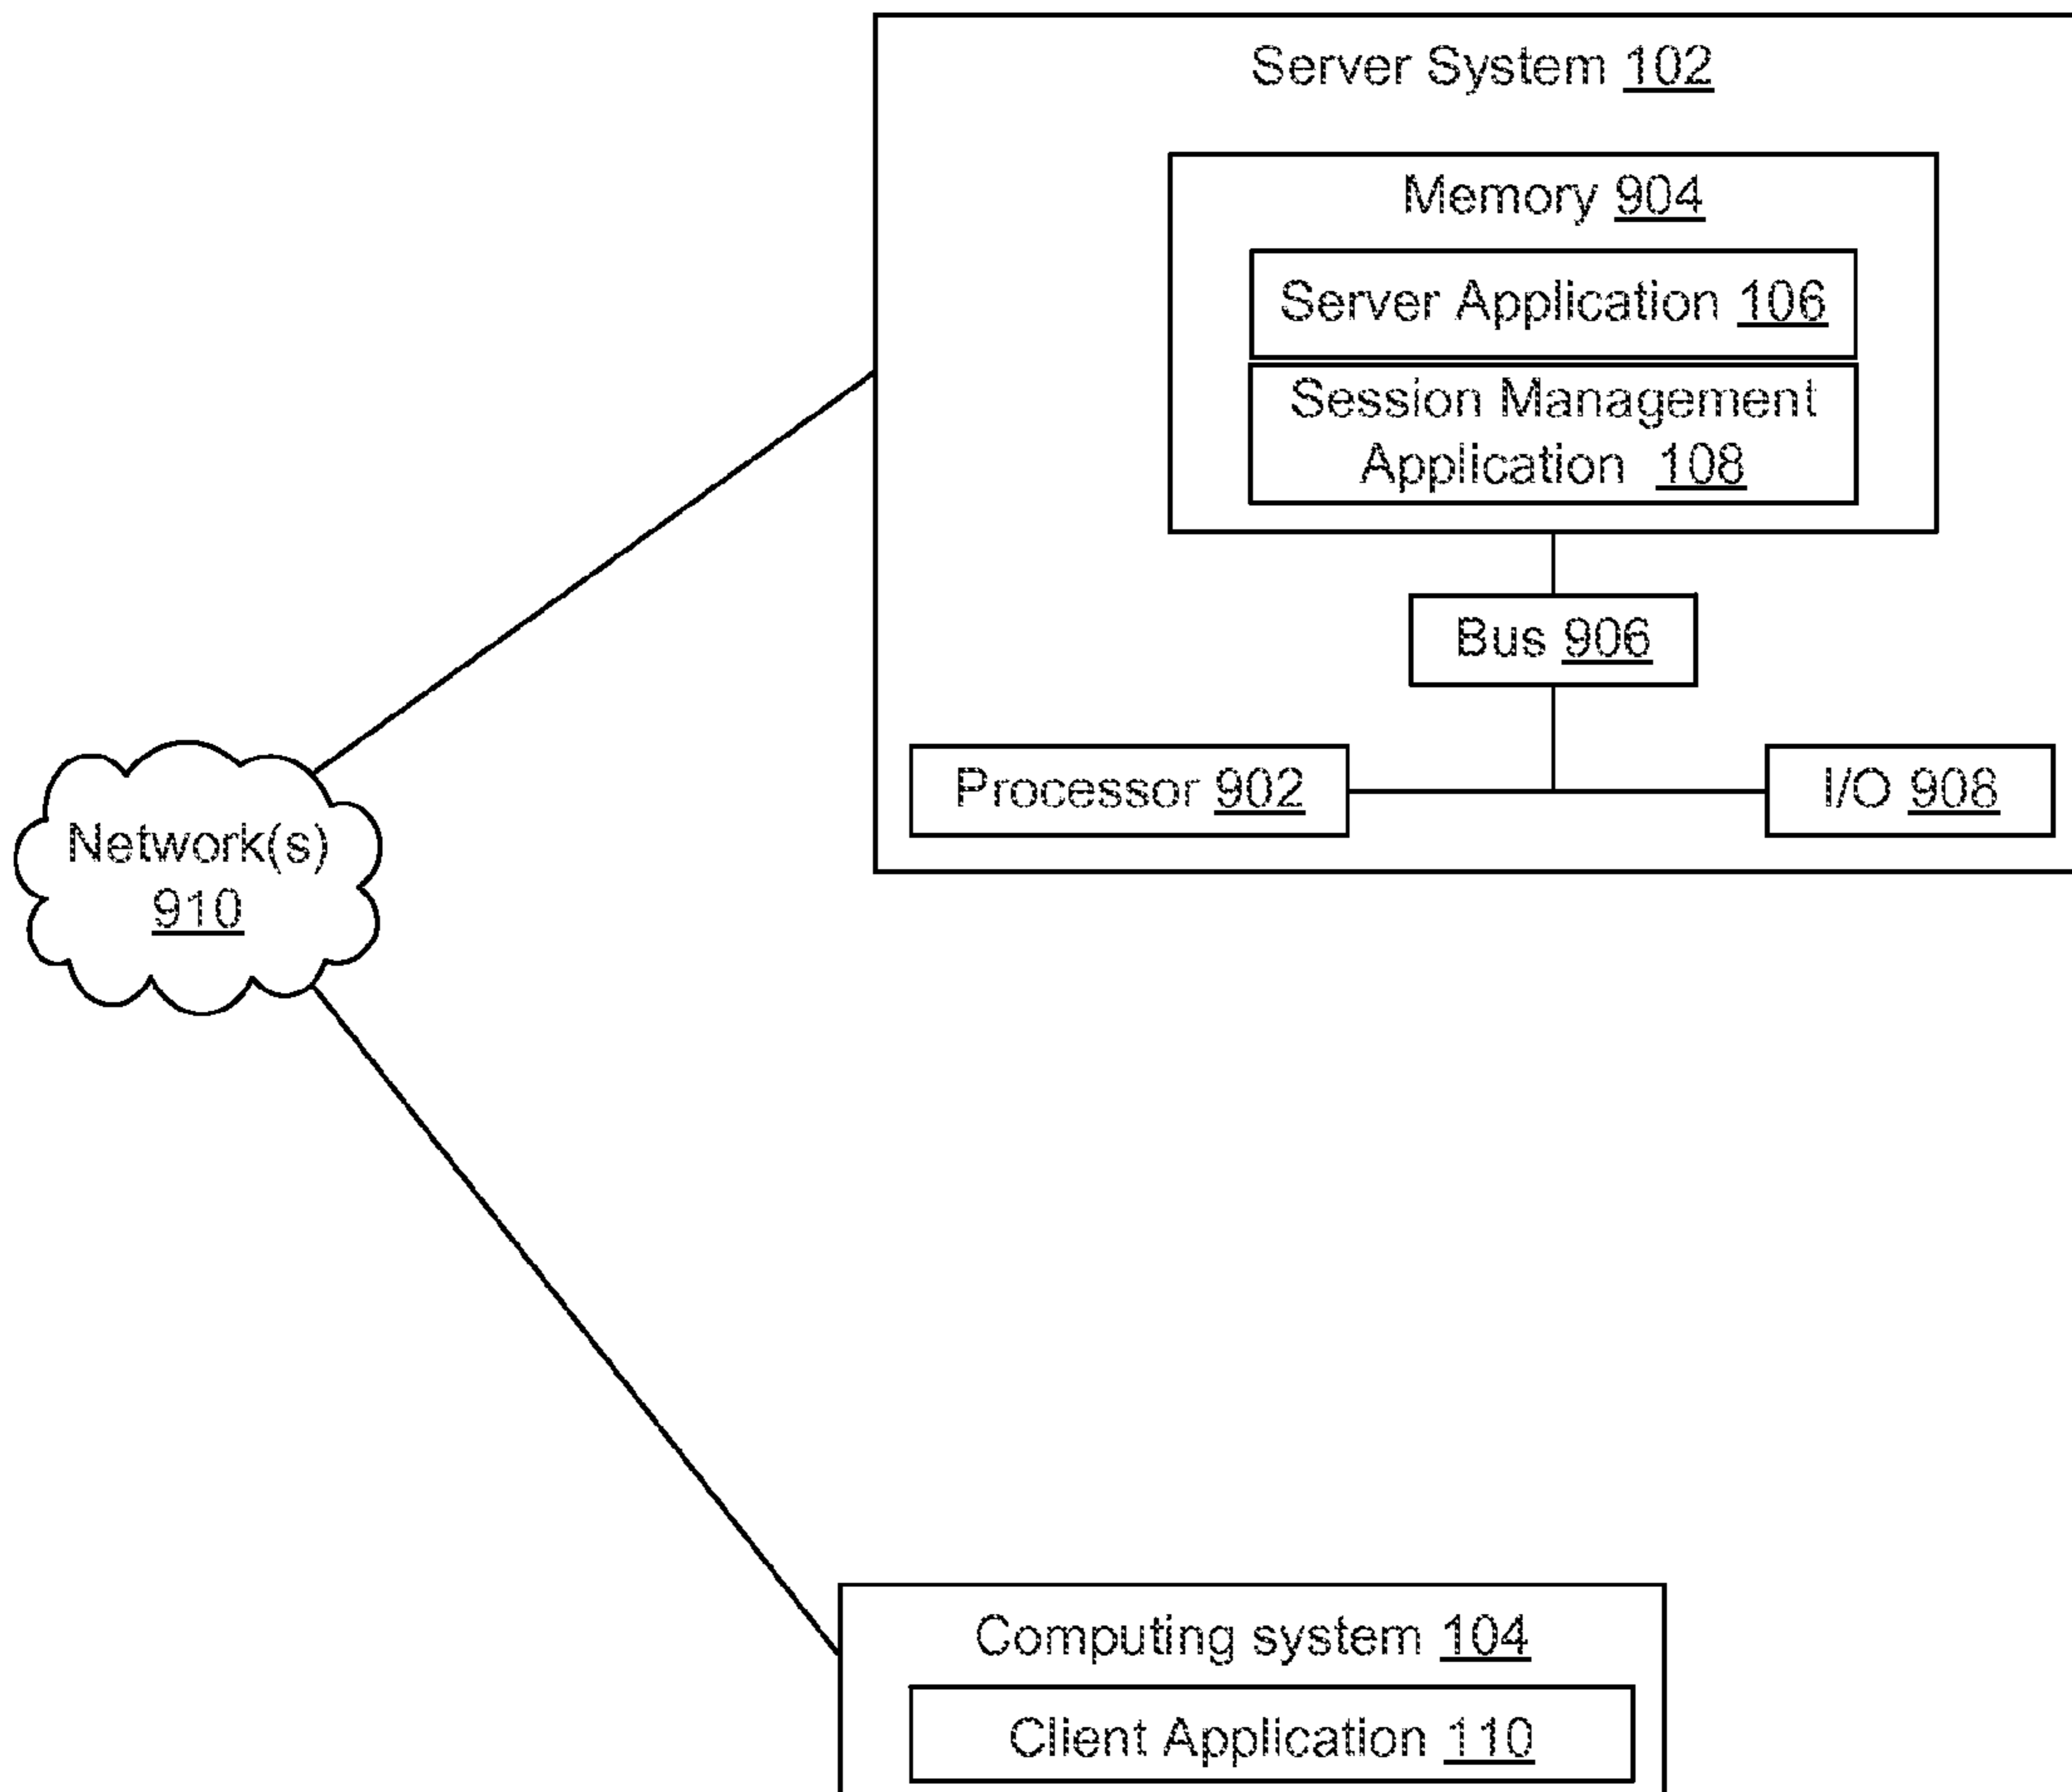 Server System 102
Memory 904
Server Application 106
Session Management
Application 108
Bus 906
Processor 902
I/O 908
Network(s)
910
Computing system 104
Client Application 110